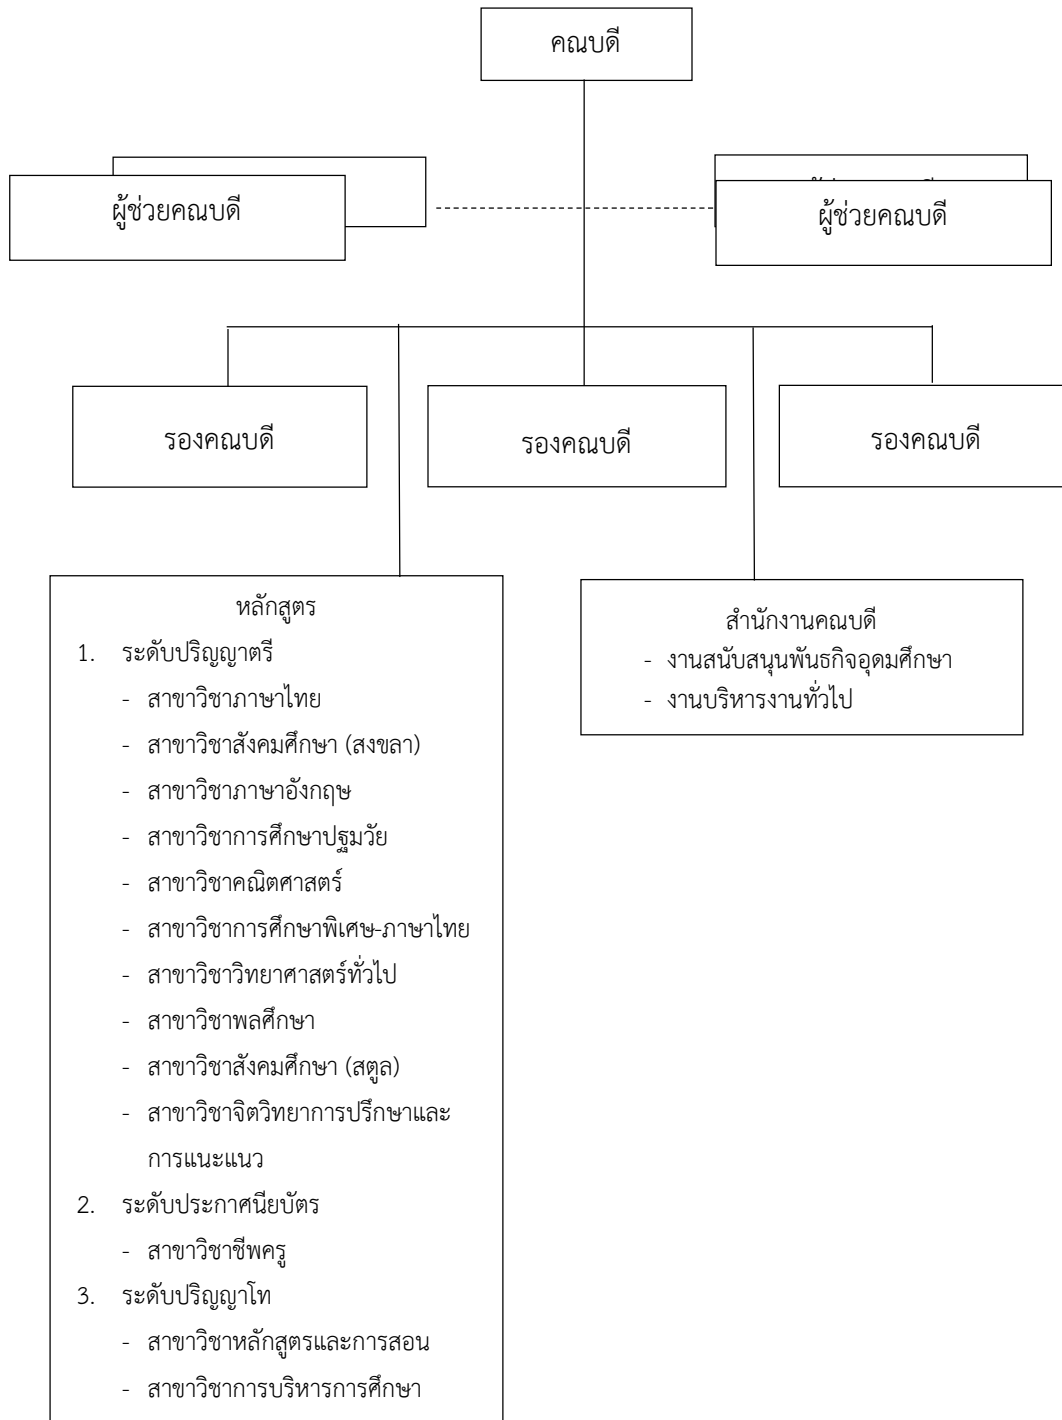 คณบดี
ผู้ช่วยคณบดี
ผู้ช่วยคณบดี
รองคณบดี
รองคณบดี
รองคณบดี
หลักสูตร
1. ระดับปริญญาตรี
- สาขาวิชาภาษาไทย
- สาขาวิชาสังคมศึกษา (สงขลา)
- สาขาวิชาภาษาอังกฤษ
- สาขาวิชาการศึกษาปฐมวัย
- สาขาวิชาคณิตศาสตร์
- สาขาวิชาการศึกษาพิเศษ-ภาษาไทย
- สาขาวิชาวิทยาศาสตร์ทั่วไป
- สาขาวิชาพลศึกษา
- สาขาวิชาสังคมศึกษา (สตูล)
- สาขาวิชาจิตวิทยาการปรึกษาและ
การแนะแนว
2. ระดับประกาศนียบัตร
- สาขาวิชาชีพครู
3. ระดับปริญญาโท
- สาขาวิชาหลักสูตรและการสอน
- สาขาวิชาการบริหารการศึกษา
สำนักงานคณบดี
- งานสนับสนุนพันธกิจอุดมศึกษา
- งานบริหารงานทั่วไป